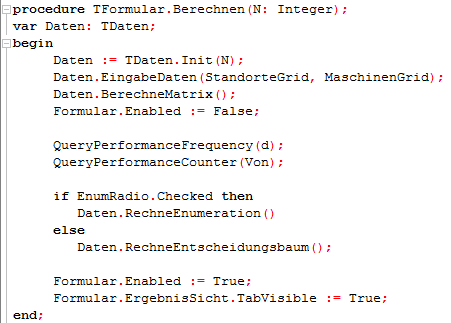 procedure TFormular.Berechnen(N: Integer);
var Daten: TDaten;
begin
Daten := TDaten.Init(N);
Daten.EingabeDaten(StandorteGrid, MaschinenGrid);
Daten.BerechneMatrix();
Formular.Enabled := False;
QueryPerformanceFrequency(d);
QueryPerformanceCounter(Von);
if EnumRadio.Checked then
Daten.RechneEnumeration()
else
Daten.RechneEntscheidungsbaum();
Formular.Enabled := True;
Formular.ErgebnisSicht.TabVisible := True;
end;